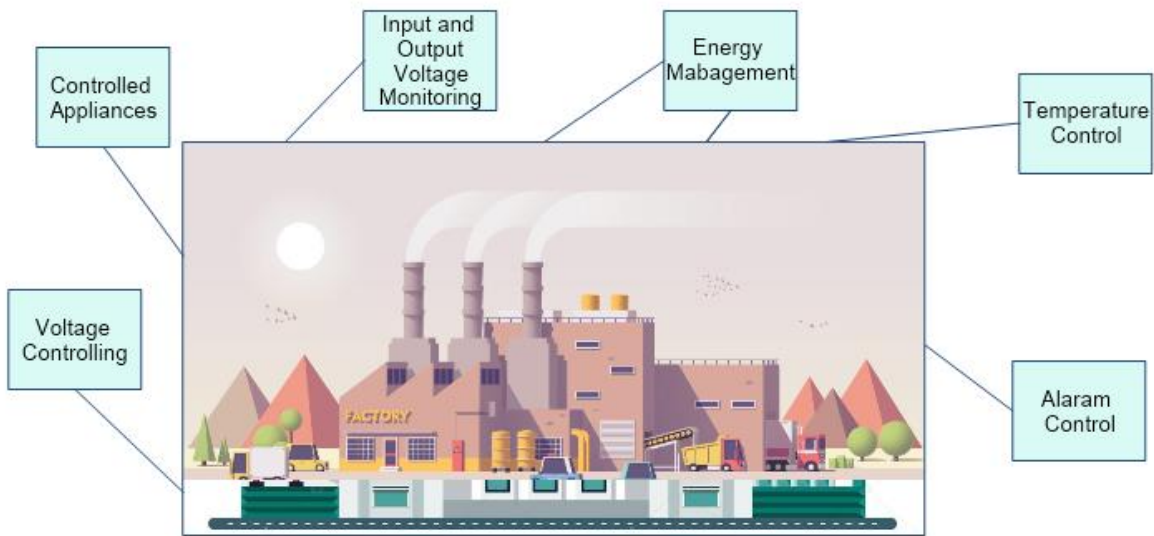 Input and
Output
Voltage
Monitoring
Energy
Mabagement
Controlled
Appliances
Temperature
Control
Voltage
Controlling
Alaram
Control
FACTORY